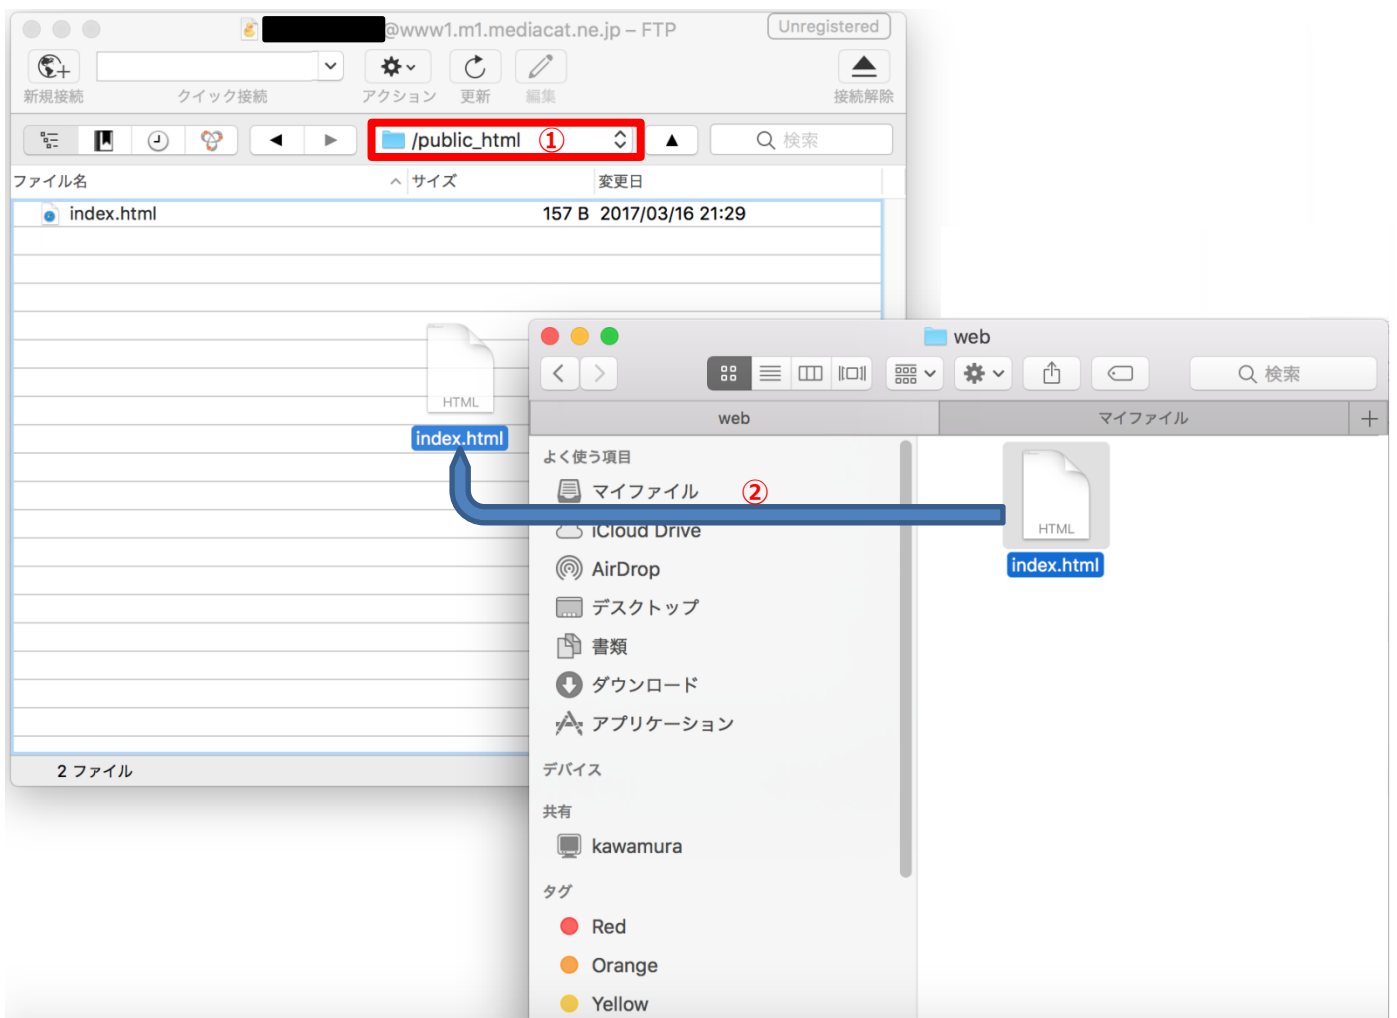 @www1.m1.mediacat.ne.jp – FTP
Unregistered
新規接続
クイック接続
アクション
更新
編集
接続解除
/public_html
①
検索
ファイル名
サイズ
変更日
index.html
157 B
2017/03/16 21:29
HTML
index.html
2 ファイル
web
検索
web
マイファイル
よく使う項目
マイファイル
②
iCloud Drive
AirDrop
デスクトップ
書類
ダウンロード
アプリケーション
デバイス
共有
kawamura
タグ
Red
Orange
Yellow
HTML
index.html